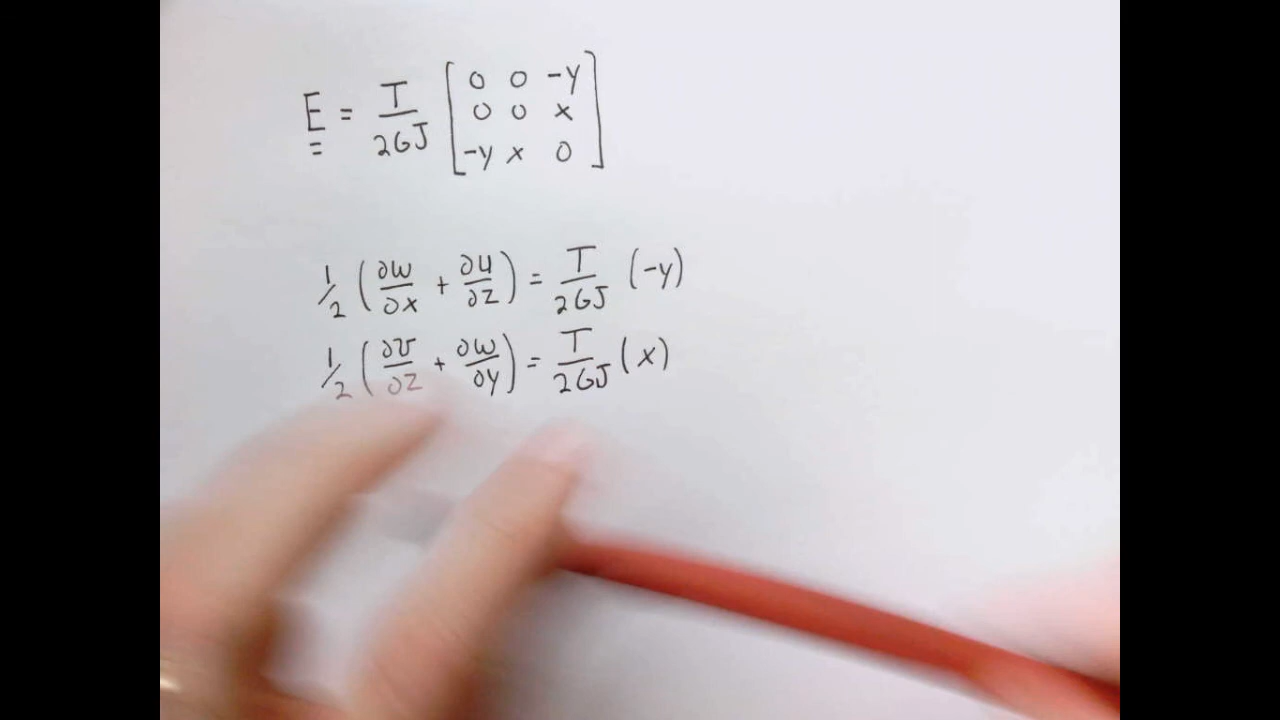 E = T/2GJ [0 0 -y
0 0 x
-y x 0]
1/2 (∂w/∂x + ∂u/∂z) = T/2GJ (-y)
1/2 (∂v/∂z + ∂w/∂y) = T/2GJ (x)